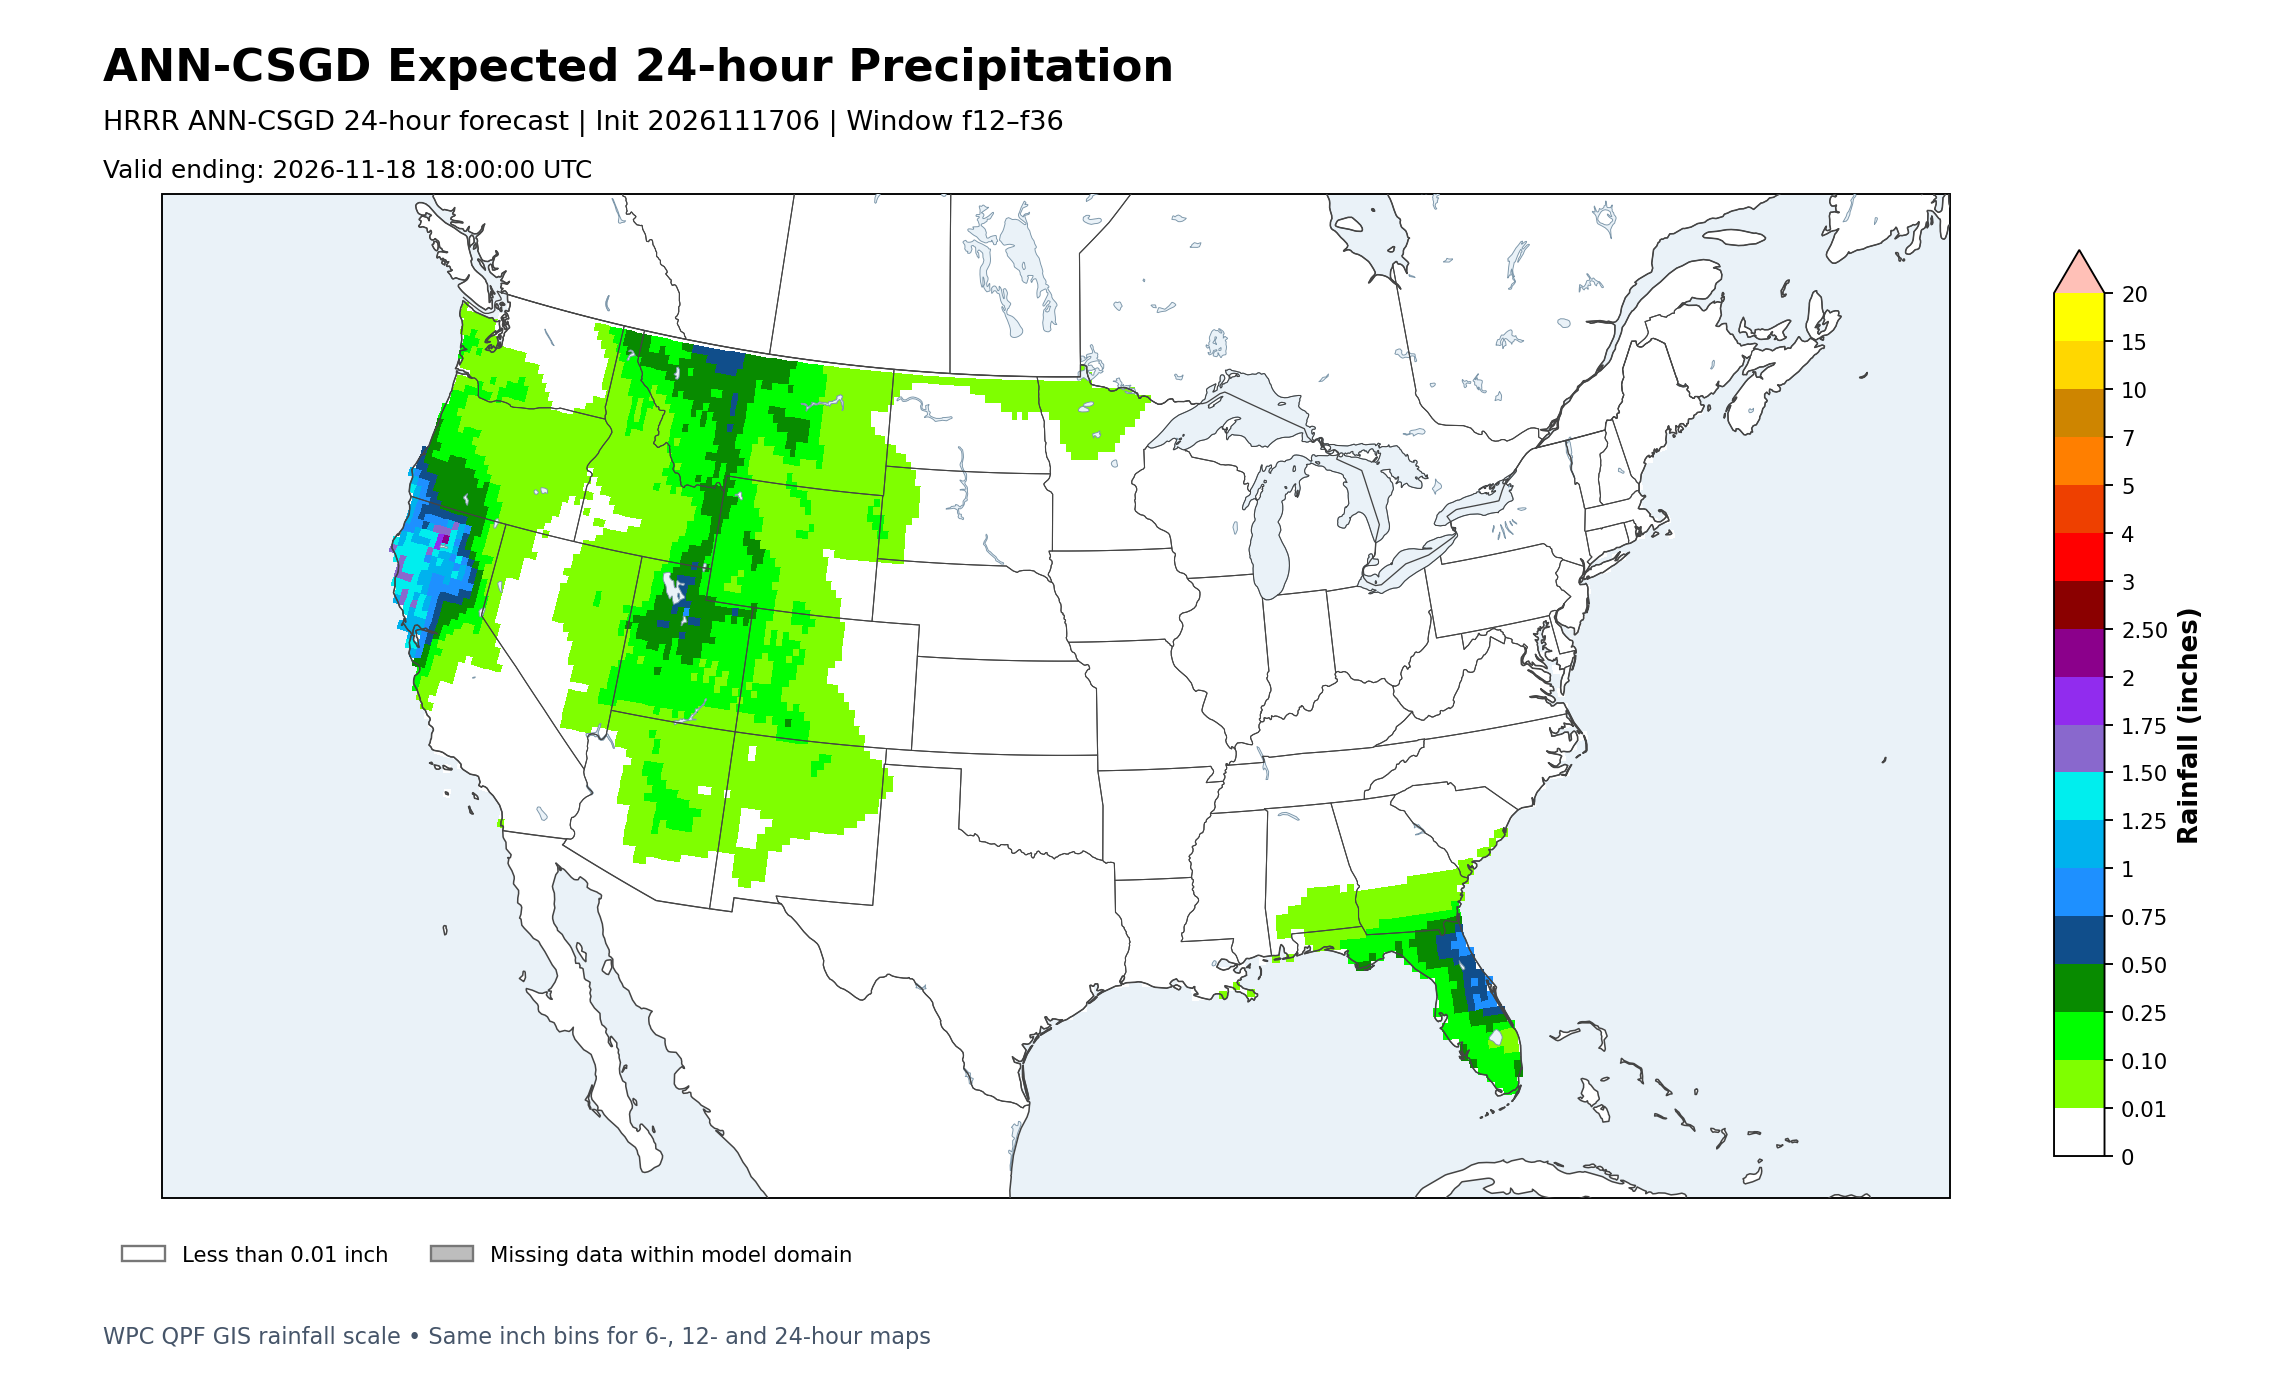 ANN-CSGD Expected 24-hour Precipitation
HRRR ANN-CSGD 24-hour forecast | Init 2026111706 | Window f12–f36
Valid ending: 2026-11-18 18:00:00 UTC
20
15
10
7
5
4
3
2.50
2
1.75
1.50
1.25
1
0.75
0.50
0.25
0.10
0.01
0
Rainfall (inches)
Less than 0.01 inch
Missing data within model domain
WPC QPF GIS rainfall scale • Same inch bins for 6-, 12- and 24-hour maps